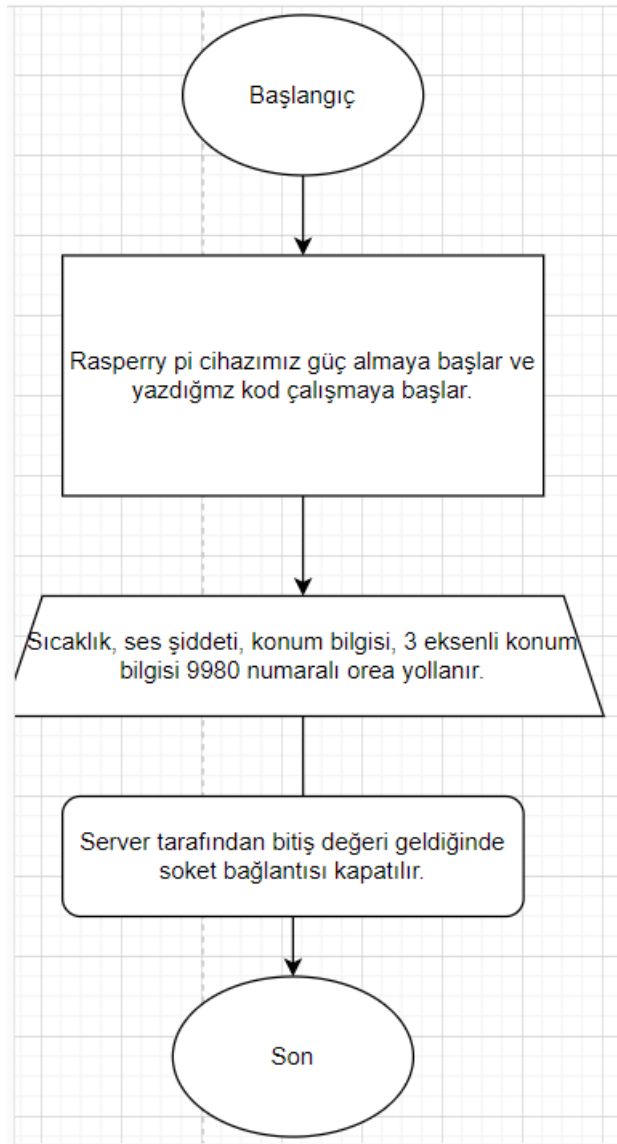 Başlangıç
Rasperry pi cihazımız güç almaya başlar ve
yazdığmz kod çalışmaya başlar.
Sıcaklık, ses şiddeti, konum bilgisi, 3 eksenli konum
bilgisi 9980 numaralı orea yollanır.
Server tarafından bitiş değeri geldiğinde
soket bağlantısı kapatılır.
Son